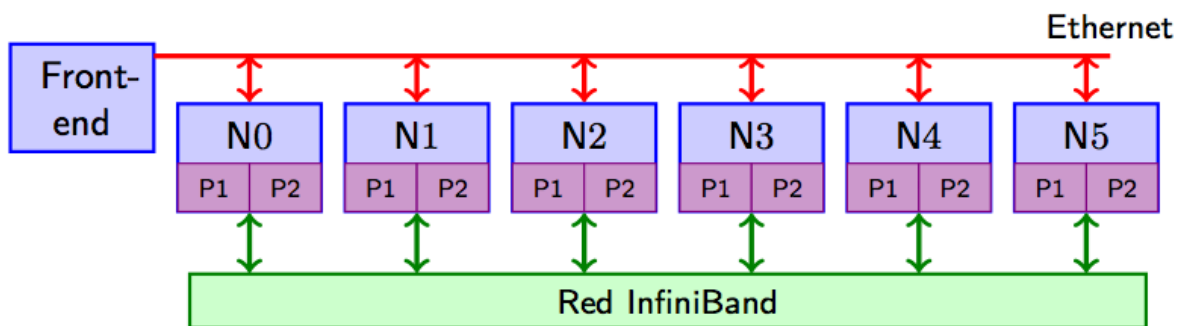 Ethernet
Front-
end
N0 N1 N2 N3 N4 N5
P1 P2 P1 P2 P1 P2 P1 P2 P1 P2 P1 P2
Red InfiniBand